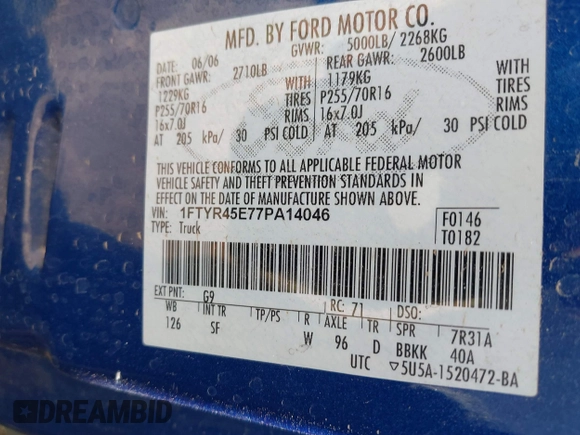 MFD. BY FORD MOTOR CO.
DATE: 06/06 GVWR: 5000LB/ 2268KG
FRONT GAWR: 2710LB REAR GAWR: 2600LB
1229KG WITH 1179KG WITH
P255/70R16 TIRES P255/70R16 TIRES
16x7.0J RIMS 16x7.0J RIMS
AT 205 kPa/ 30 PSI COLD AT 205 kPa/ 30 PSI COLD
Ford
THIS VEHICLE CONFORMS TO ALL APPLICABLE FEDERAL MOTOR
VEHICLE SAFETY AND THEFT PREVENTION STANDARDS IN
EFFECT ON THE DATE OF MANUFACTURE SHOWN ABOVE.
VIN: 1FTYR45E77PA14046 F0146
TYPE: Truck T0182
EXT PNT: G9 RC: 71 DSO:
WB INT TR TP/PS R AXLE TR SPR 7R31A
126 SF W 96 D BBKK 40A
UTC ▽5U5A-1520472-BA
DREAMBID